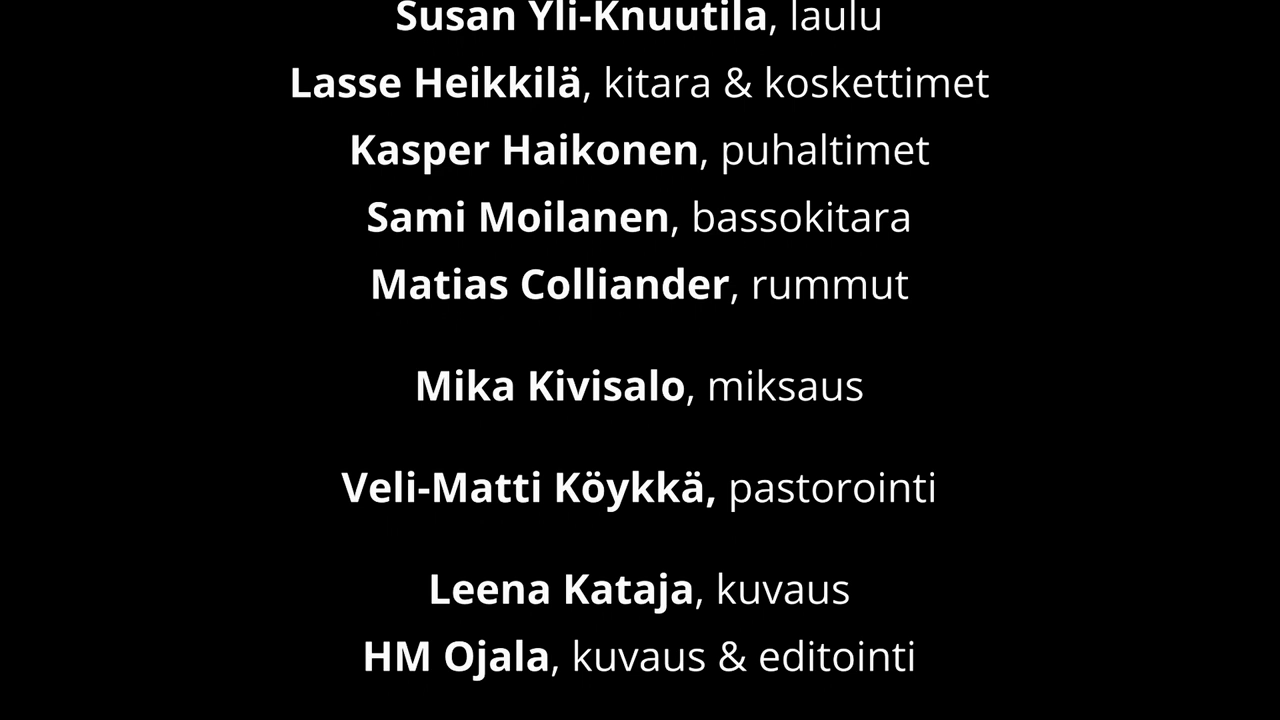 Susan Yli-Knuutila, laulu
Lasse Heikkilä, kitara & koskettimet
Kasper Haikonen, puhaltimet
Sami Moilanen, bassokitara
Matias Colliander, rummut
Mika Kivisalo, miksaus
Veli-Matti Köykkä, pastorointi
Leena Kataja, kuvaus
HM Ojala, kuvaus & editointi